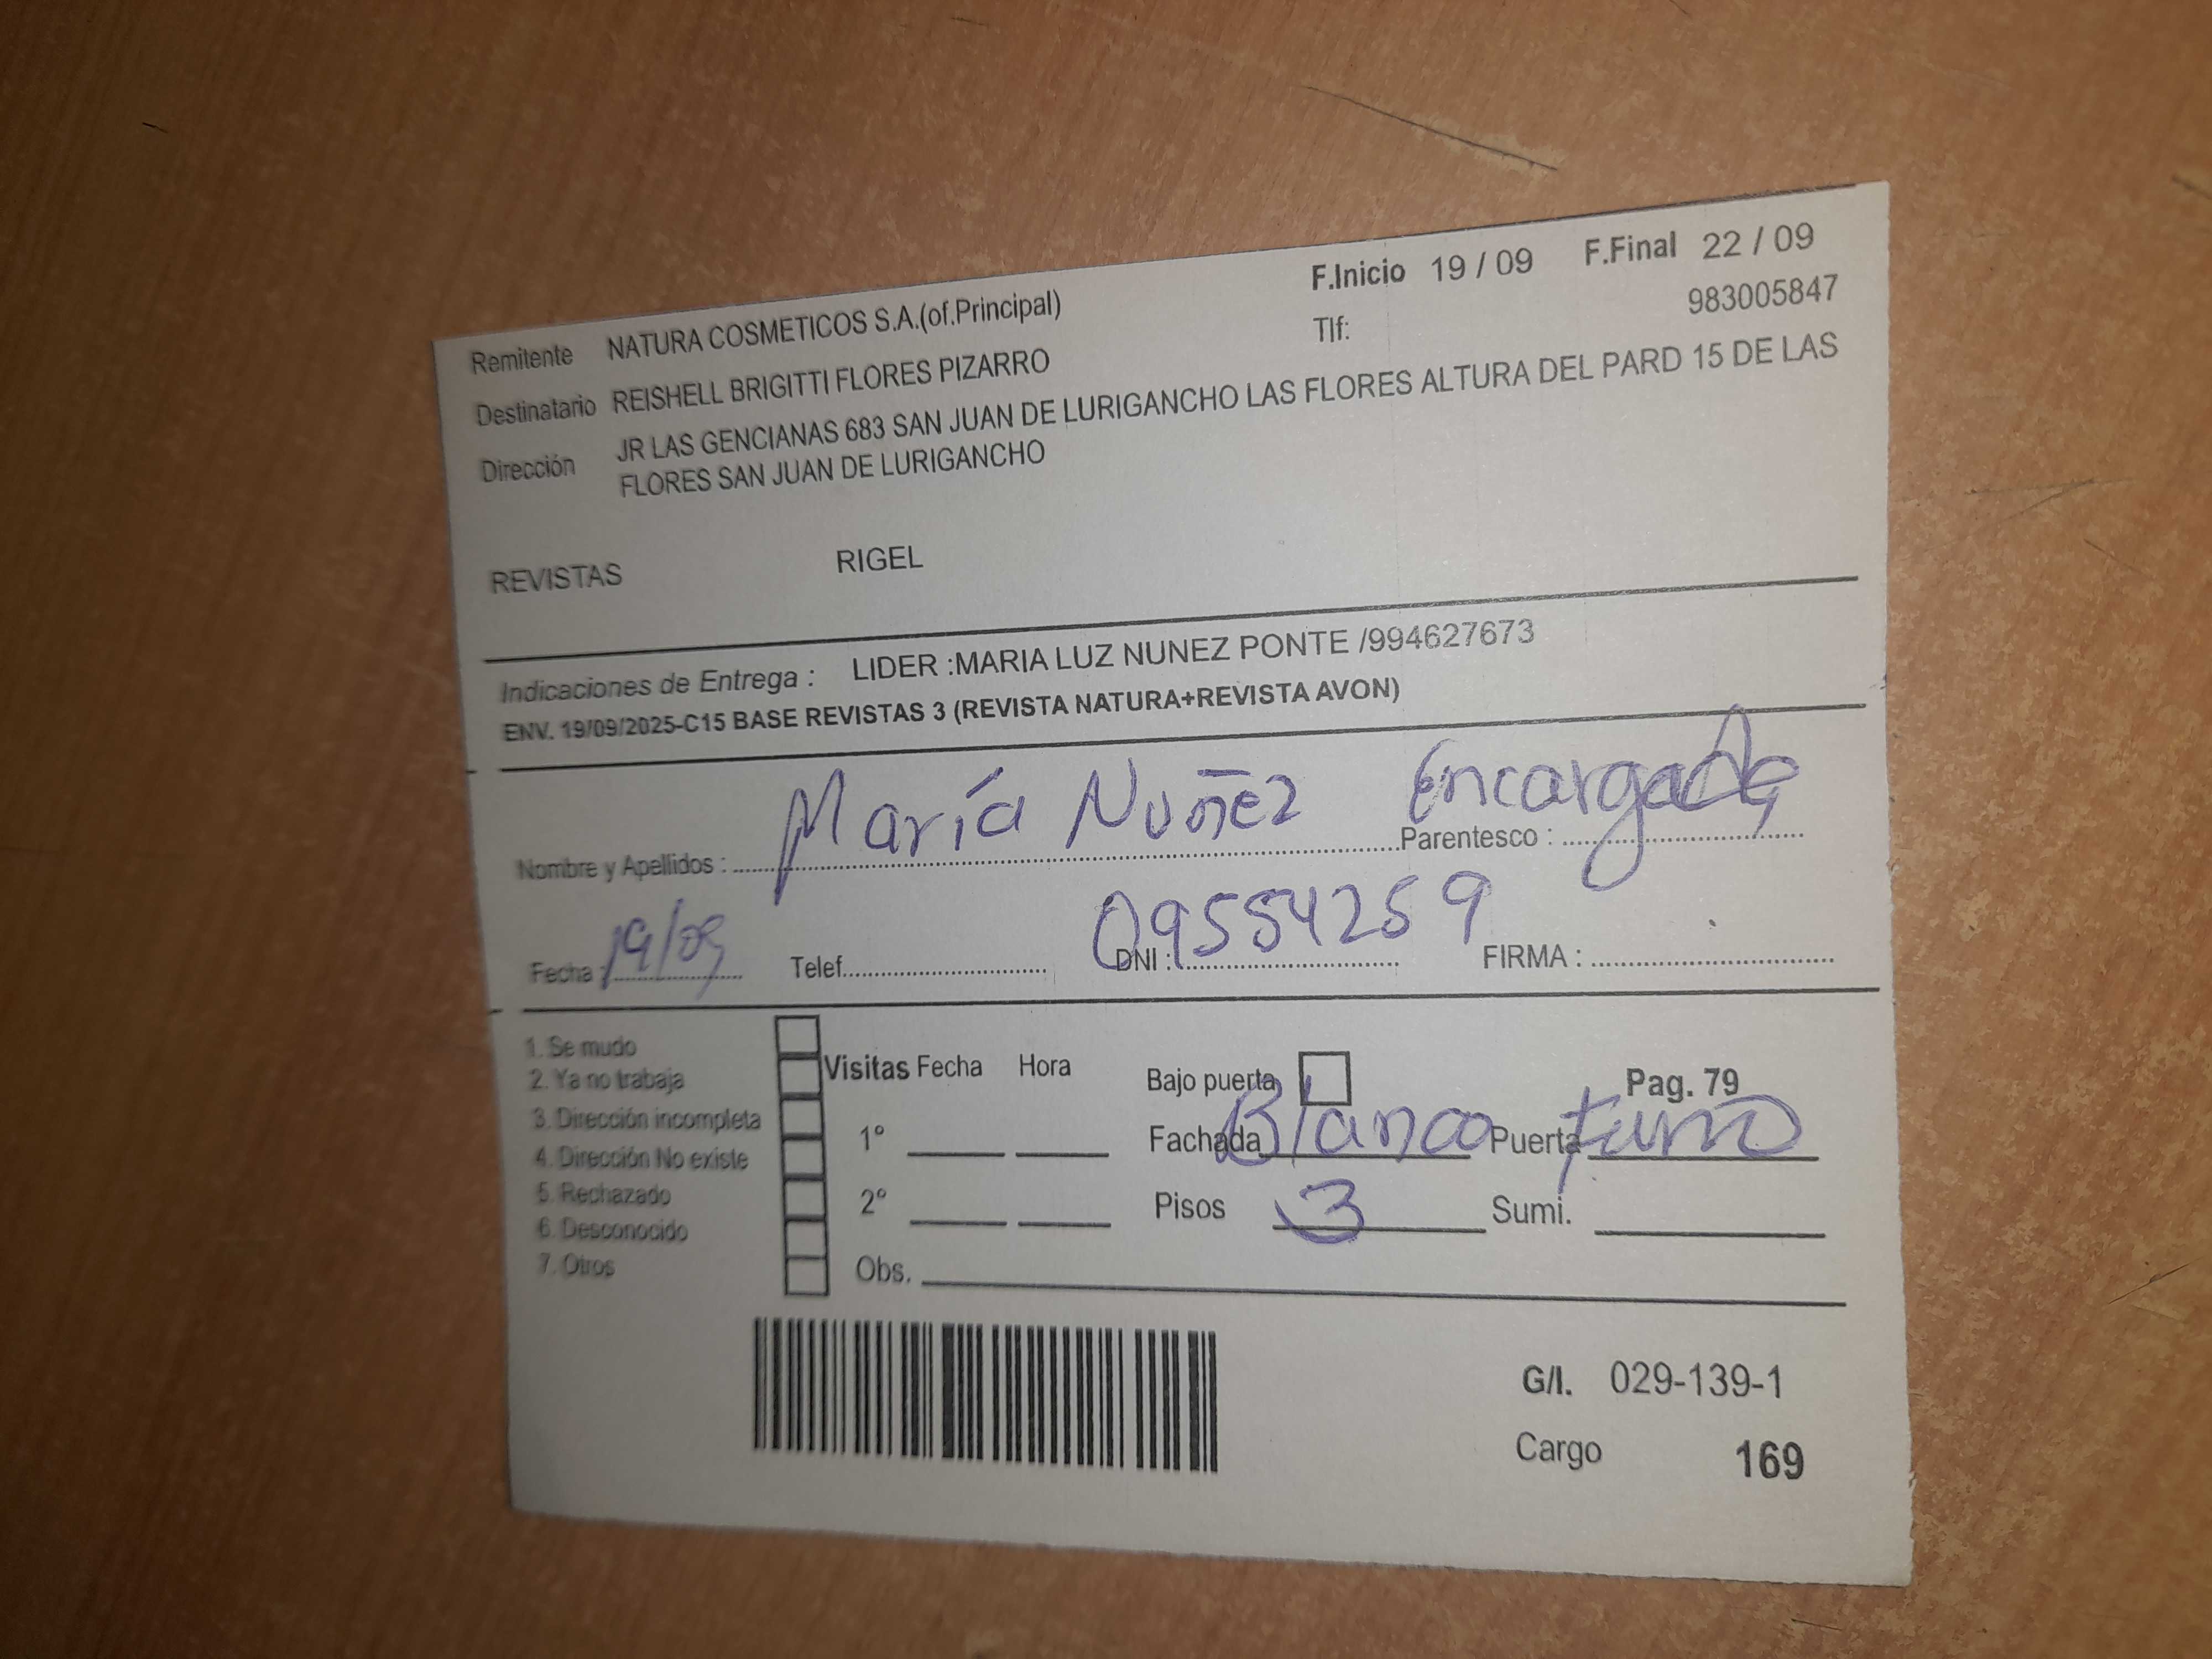 F.Inicio 19 / 09 F.Final 22 / 09
Remitente NATURA COSMETICOS S.A.(of.Principal) Tlf: 983005847
Destinatario REISHELL BRIGITTI FLORES PIZARRO
Dirección JR LAS GENCIANAS 683 SAN JUAN DE LURIGANCHO LAS FLORES ALTURA DEL PARD 15 DE LAS
FLORES SAN JUAN DE LURIGANCHO
REVISTAS RIGEL
Indicaciones de Entrega : LIDER :MARIA LUZ NUNEZ PONTE /994627673
ENV. 19/09/2025-C15 BASE REVISTAS 3 (REVISTA NATURA+REVISTA AVON)
Nombre y Apellidos : María Nuñez Parentesco : Encargada
Fecha : 19/09 Telef. DNI : 09554259 FIRMA :
1. Se mudo
2. Ya no trabaja
3. Dirección incompleta
4. Dirección No existe
5. Rechazado
6. Desconocido
7. Otros
Visitas Fecha Hora
1°
2°
Obs.
Bajo puerta Pag. 79
Fachada Blanco Puerta
Pisos 3 Sumi.
G/I. 029-139-1
Cargo 169